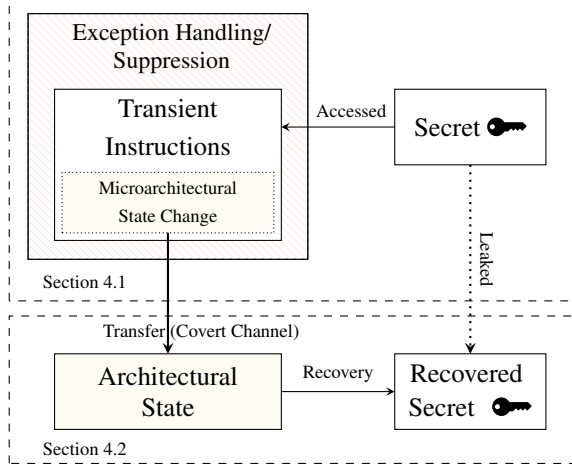 Exception Handling/
Suppression
Transient
Instructions
Microarchitectural
State Change
Accessed
Secret
Leaked
Section 4.1
Transfer (Covert Channel)
Architectural
State
Recovery
Recovered
Secret
Section 4.2